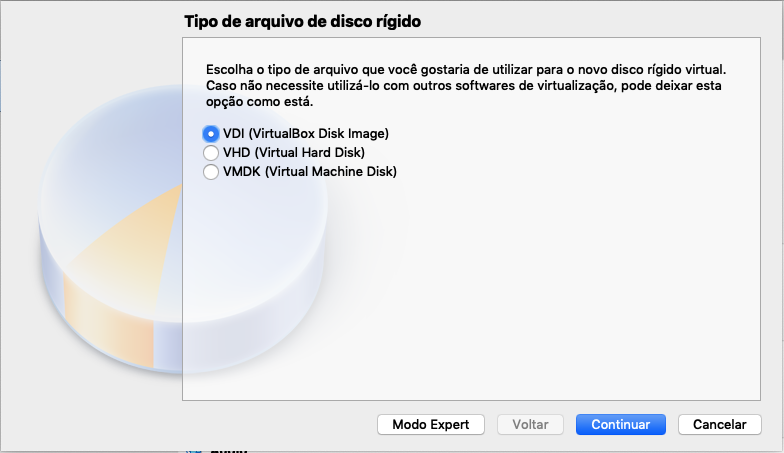 Tipo de arquivo de disco rígido
Escolha o tipo de arquivo que você gostaria de utilizar para o novo disco rígido virtual.
Caso não necessite utilizá-lo com outros softwares de virtualização, pode deixar esta
opção como está.
VDI (VirtualBox Disk Image)
VHD (Virtual Hard Disk)
VMDK (Virtual Machine Disk)
Modo Expert
Voltar
Continuar
Cancelar